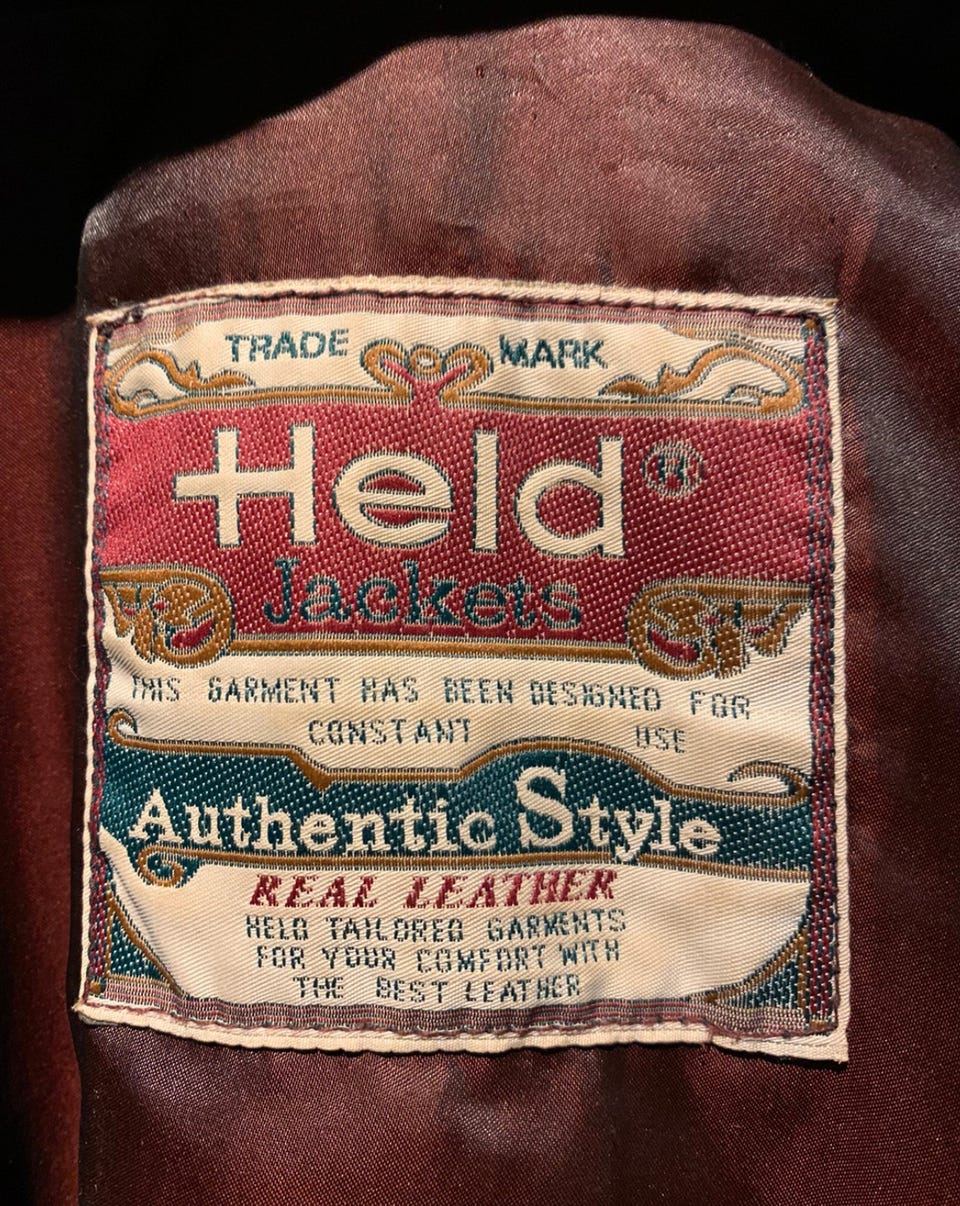 TRADE MARK
Held ®
Jackets
THIS GARMENT HAS BEEN DESIGNED FOR
CONSTANT USE
Authentic Style
REAL LEATHER
HELD TAILORED GARMENTS
FOR YOUR COMFORT WITH
THE BEST LEATHER